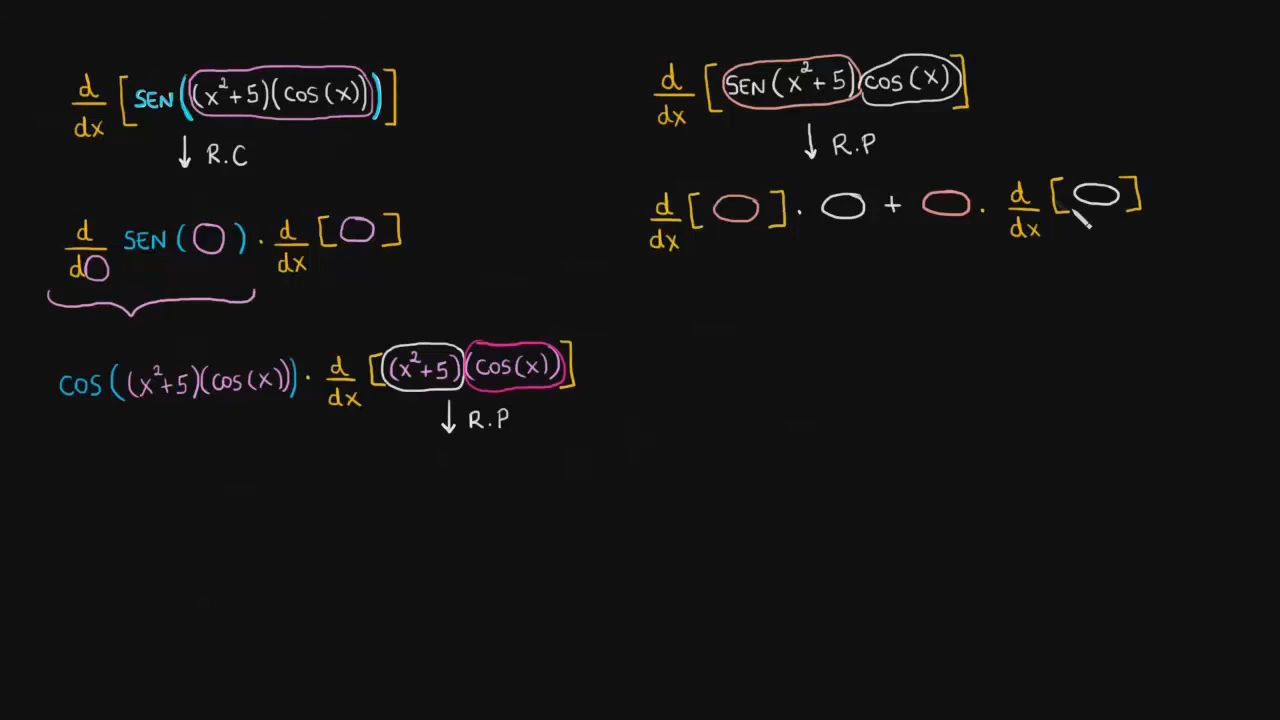 d/dx [SEN((x²+5)(cos(x)))]
↓ R.C
d/d◯ SEN(◯) · d/dx [◯]
COS((x²+5)(cos(x))) · d/dx [(x²+5)(cos(x))]
↓ R.P
d/dx [SEN(x²+5)cos(x)]
↓ R.P
d/dx [◯] · ◯ + ◯ · d/dx [◯]